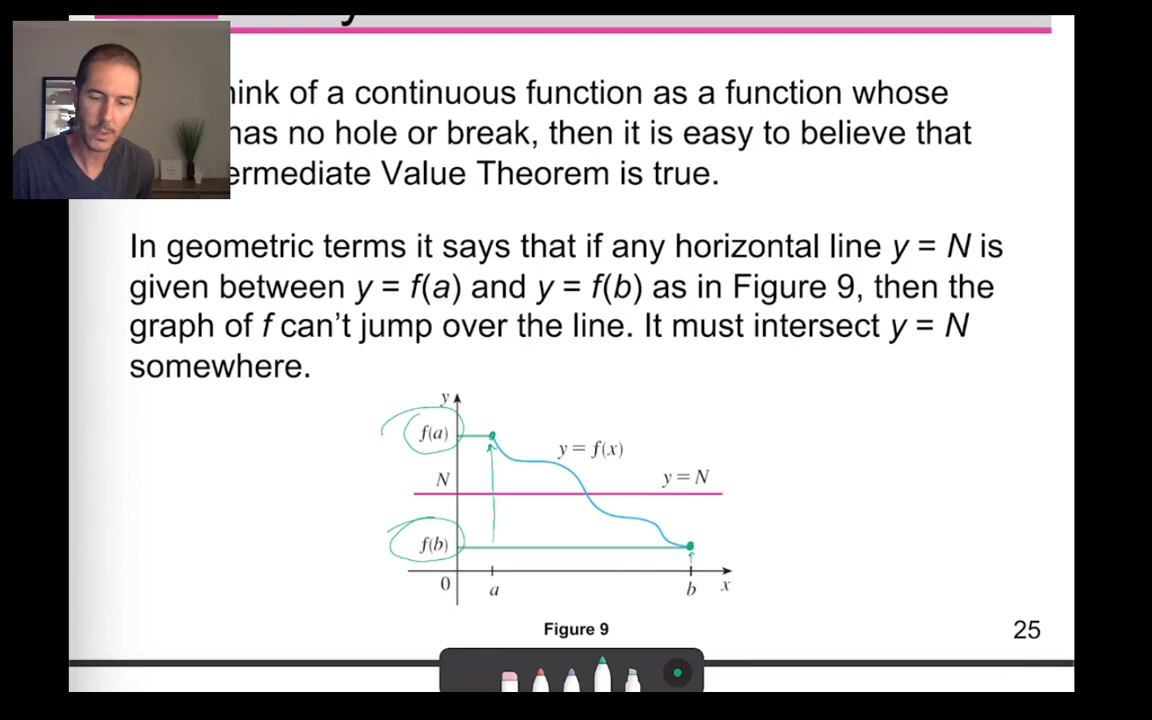 hink of a continuous function as a function whose
has no hole or break, then it is easy to believe that
ermediate Value Theorem is true.
In geometric terms it says that if any horizontal line y = N is
given between y = f(a) and y = f(b) as in Figure 9, then the
graph of f can’t jump over the line. It must intersect y = N
somewhere.
y
f(a)
y = f(x)
N
y = N
f(b)
0
a
b
x
Figure 9
25